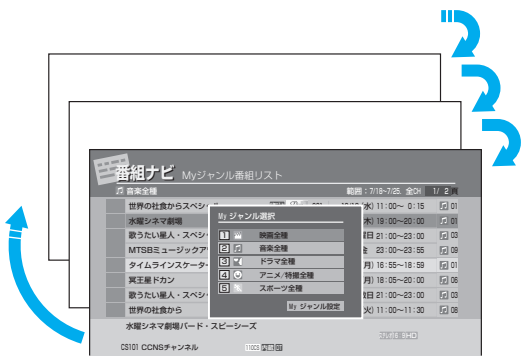 番組ナビ Myジャンル番組リスト
音楽全種 範囲：7/18~7/25. 全CH 1/ 2 頁
世界の社食からスペシ 水) 11:00~ 0:15 01
水曜シネマ劇場 木) 19:00~20:00 01
歌うたい星人・スペシ 日 21:00~23:00 03
MTSBミュージックア 金 23:00~23:55 09
タイムラインスケータ 月) 16:55~18:59 01
冥王星ドカン 月) 18:05~20:00 06
歌うたい星人・スペシ 日 21:00~23:00 03
世界の社食から 火) 11:00~11:30 08
My ジャンル選択
1 映画全種
2 音楽全種
3 ドラマ全種
4 アニメ/特撮全種
5 スポーツ全種
My ジャンル設定
水曜シネマ劇場バード・スピーシーズ
CS101 CCNSチャンネル 110CS